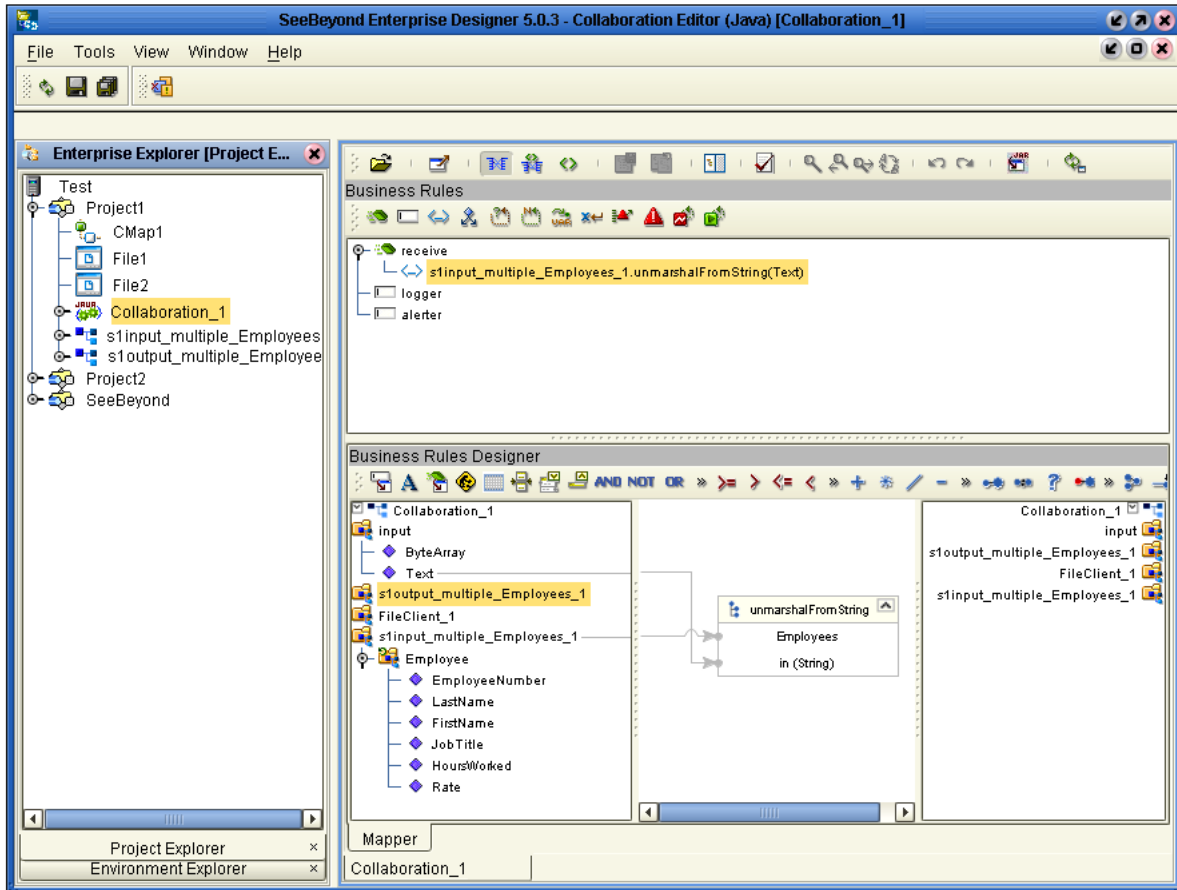 SeeBeyond Enterprise Designer 5.0.3 - Collaboration Editor (Java) [Collaboration_1]
File Tools View Window Help
Enterprise Explorer [Project E...
Test
Project1
CMap1
File1
File2
JAVA
Collaboration_1
s1input_multiple_Employees
s1output_multiple_Employee
Project2
SeeBeyond
Project Explorer ×
Environment Explorer ×
JAR
Business Rules
receive
s1input_multiple_Employees_1.unmarshalFromString(Text)
logger
alerter
Business Rules Designer
A AND NOT OR » >= > <= < » + / - » ? » »
Collaboration_1
input
ByteArray
Text
s1output_multiple_Employees_1
FileClient_1
s1input_multiple_Employees_1
Employee
EmployeeNumber
LastName
FirstName
JobTitle
HoursWorked
Rate
unmarshalFromString
Employees
in (String)
Collaboration_1
input
s1output_multiple_Employees_1
FileClient_1
s1input_multiple_Employees_1
Mapper
Collaboration_1